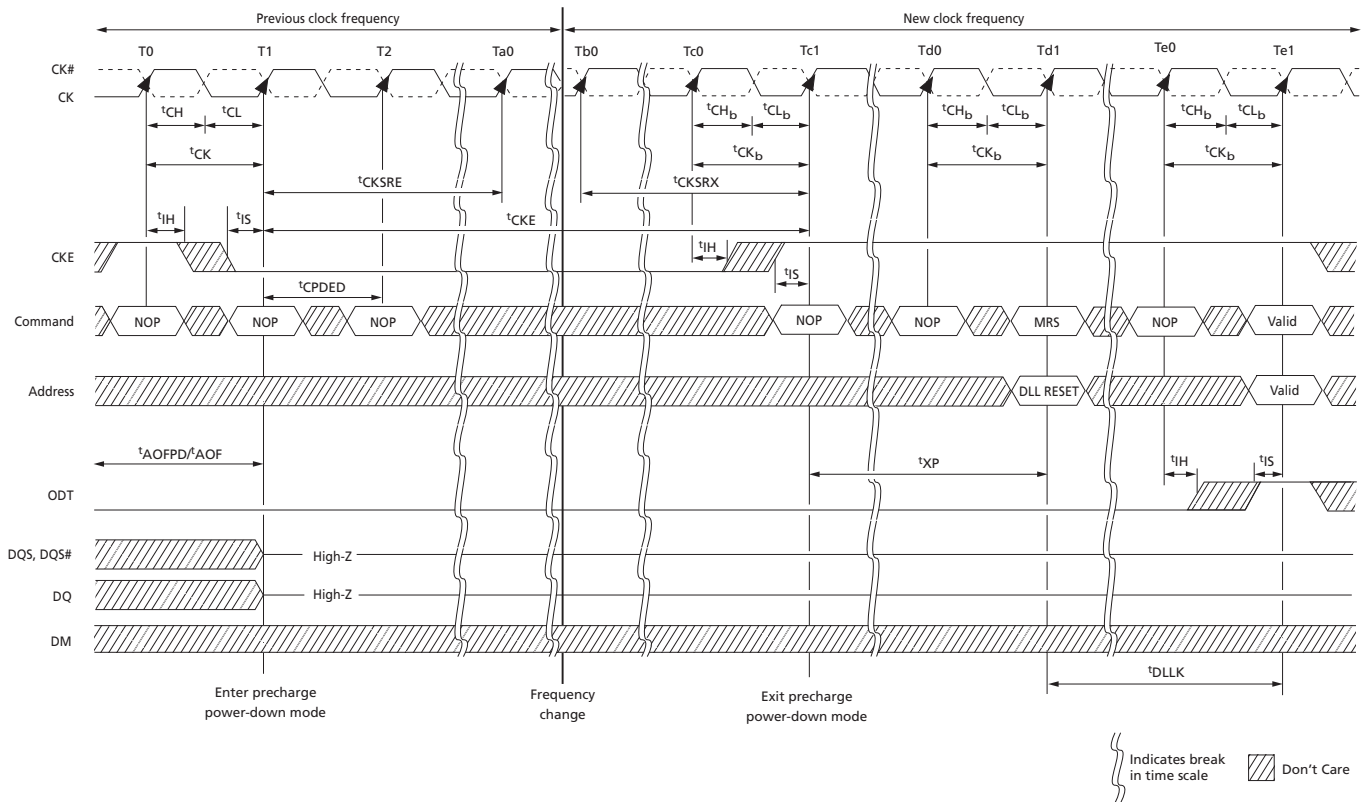 Previous clock frequency New clock frequency
T0 T1 T2 Ta0 Tb0 Tc0 Tc1 Td0 Td1 Te0 Te1
CK#
CK
tCH tCL tCHb tCLb tCHb tCLb tCHb tCLb
tCK tCKb tCKb tCKb
tCKSRE tCKSRX
tIH tIS tCKE
CKE tIH
tIS
tCPDED
Command NOP NOP NOP NOP NOP MRS NOP Valid
Address DLL RESET Valid
tAOFPD/tAOF tXP tIH tIS
ODT
DQS, DQS# High-Z
DQ High-Z
DM
tDLLK
Enter precharge
power-down mode
Frequency
change
Exit precharge
power-down mode
Indicates break
in time scale
Don't Care